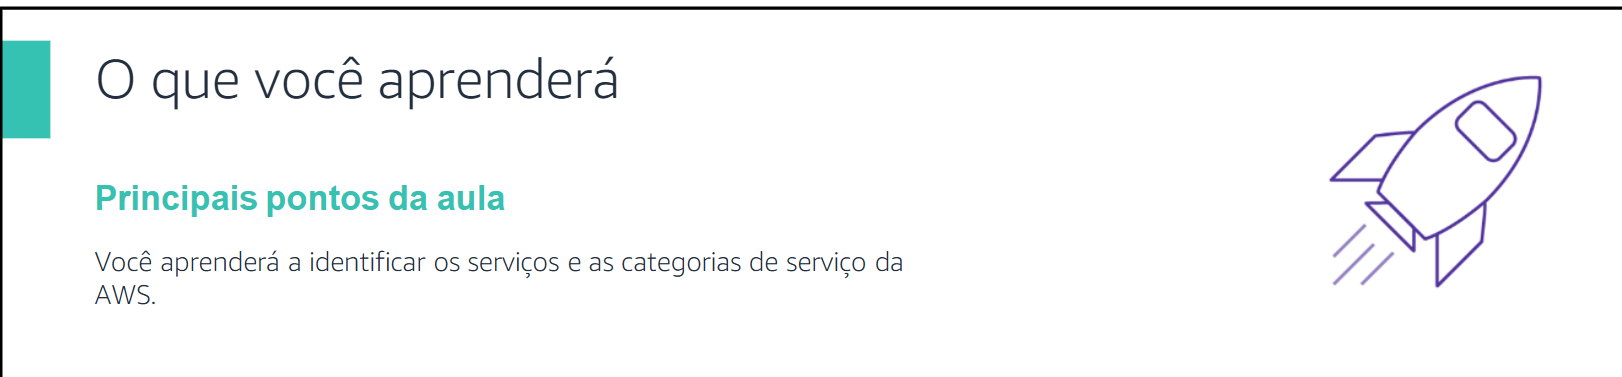 O que você aprenderá
Principais pontos da aula
Você aprenderá a identificar os serviços e as categorias de serviço da
AWS.